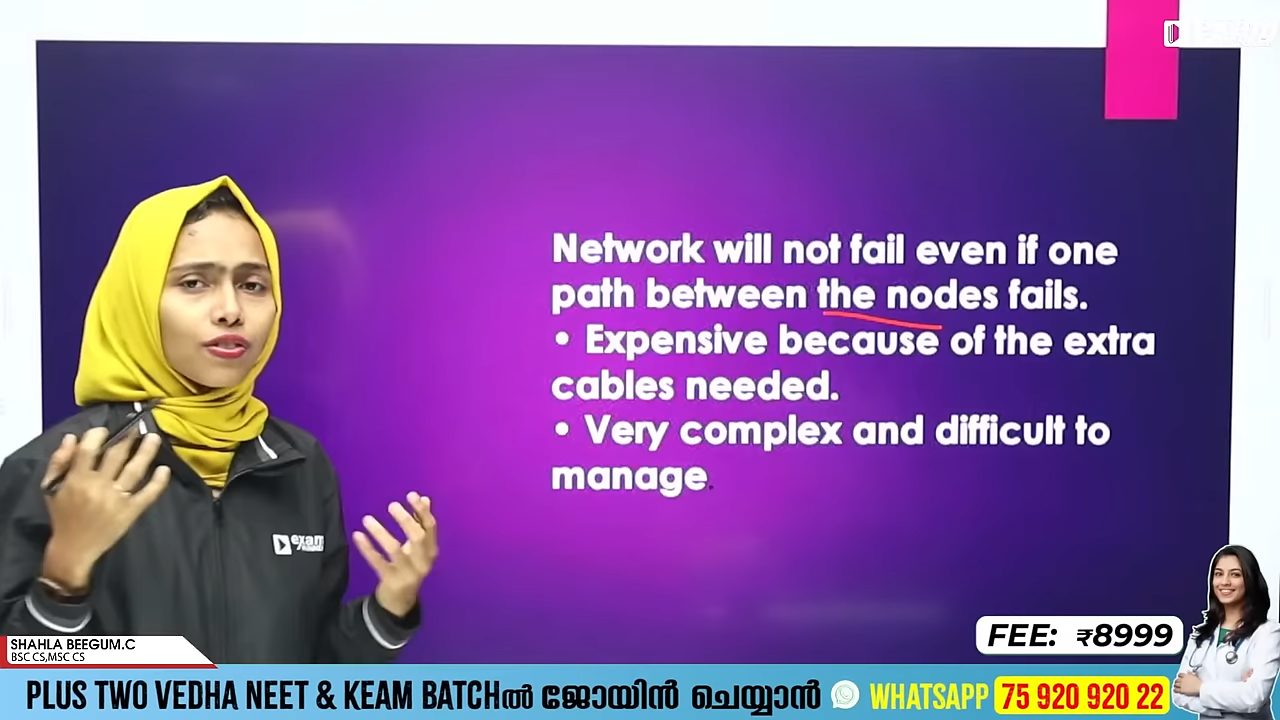 Network will not fail even if one
path between the nodes fails.
• Expensive because of the extra
cables needed.
• Very complex and difficult to
manage.
exam
SHAHLA BEEGUM.C
BSC CS,MSC CS
FEE: ₹8999
PLUS TWO VEDHA NEET & KEAM BATCHൽ ജോയിൻ ചെയ്യാൻ WHATSAPP 75 920 920 22